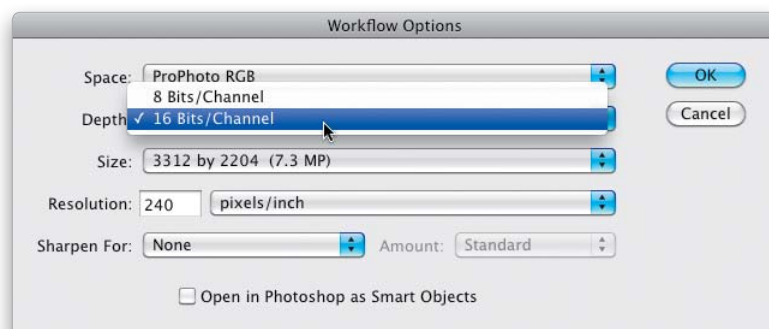 Workflow Options
Space: ProPhoto RGB
OK
8 Bits/Channel
Depth ✓ 16 Bits/Channel
Cancel
Size: 3312 by 2204 (7.3 MP)
Resolution: 240 pixels/inch
Sharpen For: None Amount: Standard
Open in Photoshop as Smart Objects